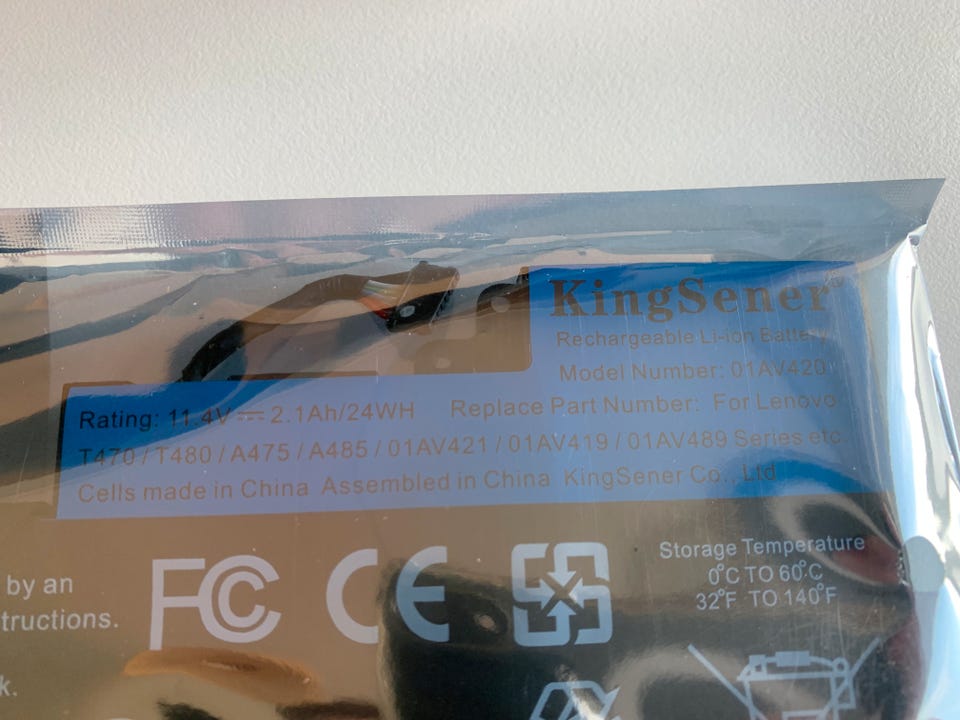 KingSener®
Rechargeable Li-ion Battery
Model Number: 01AV420
Rating: 11.4V⎓2.1Ah/24WH Replace Part Number: For Lenovo
T470 / T480 / A475 / A485 / 01AV421 / 01AV419 / 01AV489 Series etc.
Cells made in China Assembled in China KingSener Co., Ltd
by an
tructions.
k.
FC
CE
Storage Temperature
0°C TO 60°C
32°F TO 140°F